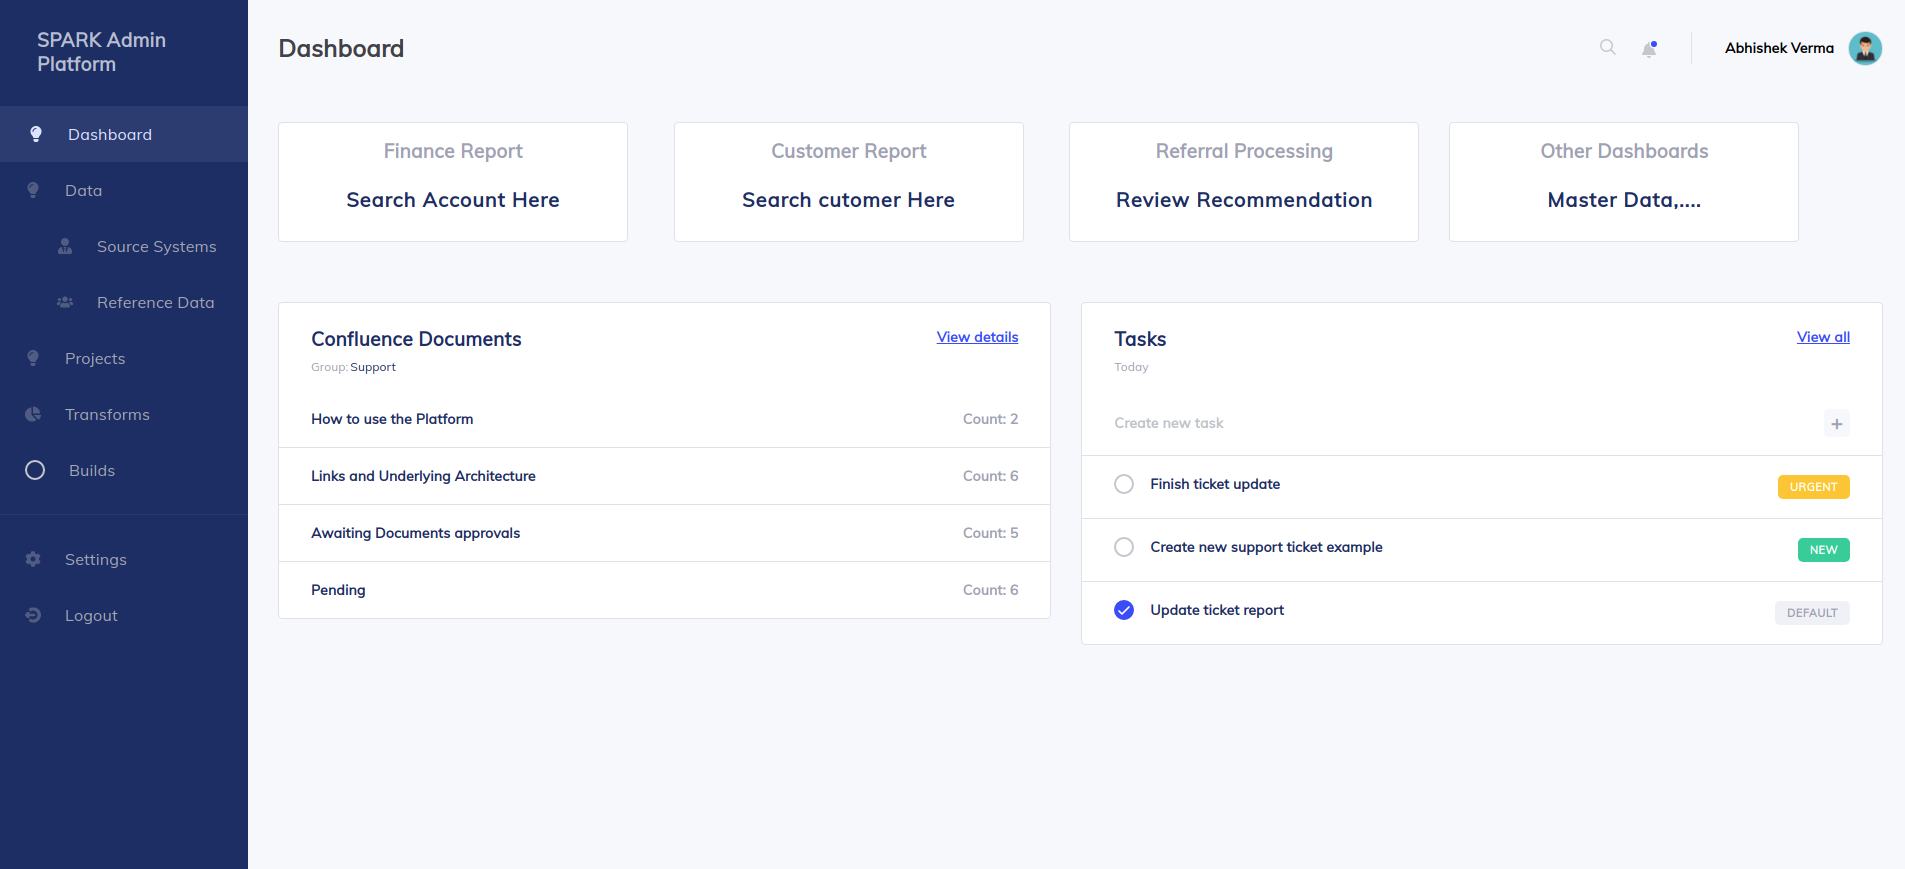 SPARK Admin
Platform
Dashboard
Data
Source Systems
Reference Data
Projects
Transforms
Builds
Settings
Logout
Dashboard
Abhishek Verma
Finance Report
Search Account Here
Customer Report
Search cutomer Here
Referral Processing
Review Recommendation
Other Dashboards
Master Data,....
Confluence Documents
View details
Group: Support
How to use the Platform
Count: 2
Links and Underlying Architecture
Count: 6
Awaiting Documents approvals
Count: 5
Pending
Count: 6
Tasks
View all
Today
Create new task
+
Finish ticket update
URGENT
Create new support ticket example
NEW
Update ticket report
DEFAULT